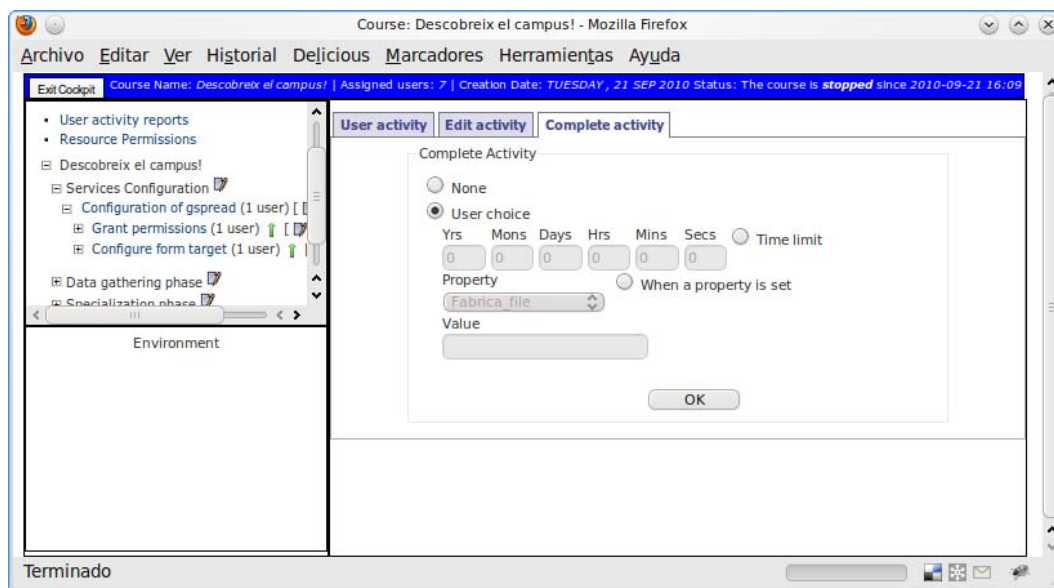 Course: Descobreix el campus! - Mozilla Firefox
Archivo Editar Ver Historial Delicious Marcadores Herramientas Ayuda
Exit Cockpit Course Name: Descobreix el campus! | Assigned users: 7 | Creation Date: TUESDAY , 21 SEP 2010 Status: The course is stopped since 2010-09-21 16:09
User activity reports
Resource Permissions
Descobreix el campus!
Services Configuration
Configuration of gspread (1 user) [
Grant permissions (1 user) [
Configure form target (1 user)
Data gathering phase
Specialization phase
Environment
User activity Edit activity Complete activity
Complete Activity
None
User choice
Yrs Mons Days Hrs Mins Secs Time limit
0 0 0 0 0 0
Property When a property is set
Fabrica_file
Value
OK
Terminado